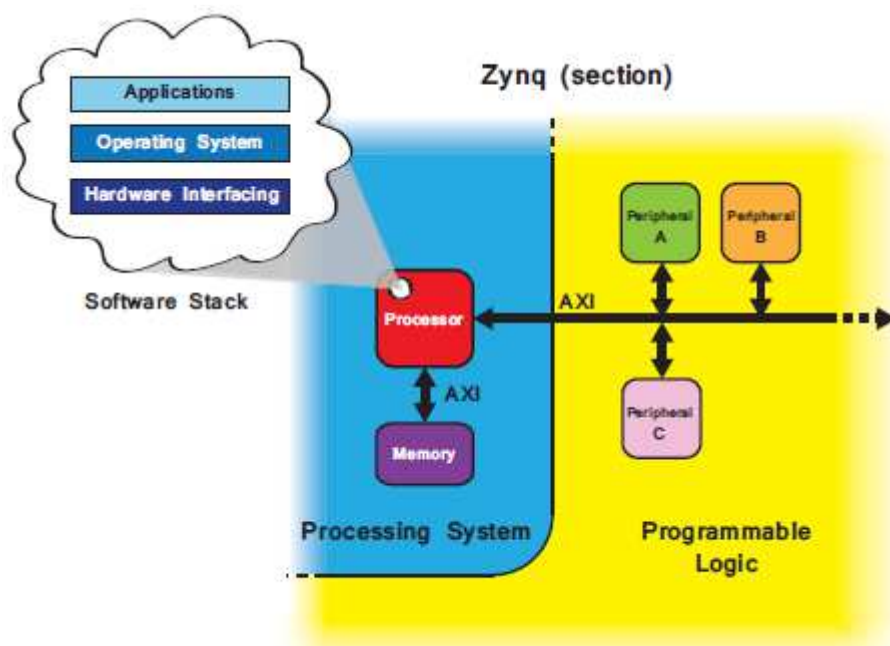 Zynq (section)
Applications
Operating System
Hardware Interfacing
Software Stack
Processor
AXI
Memory
Processing System
AXI
Peripheral
A
Peripheral
B
Peripheral
C
Programmable
Logic